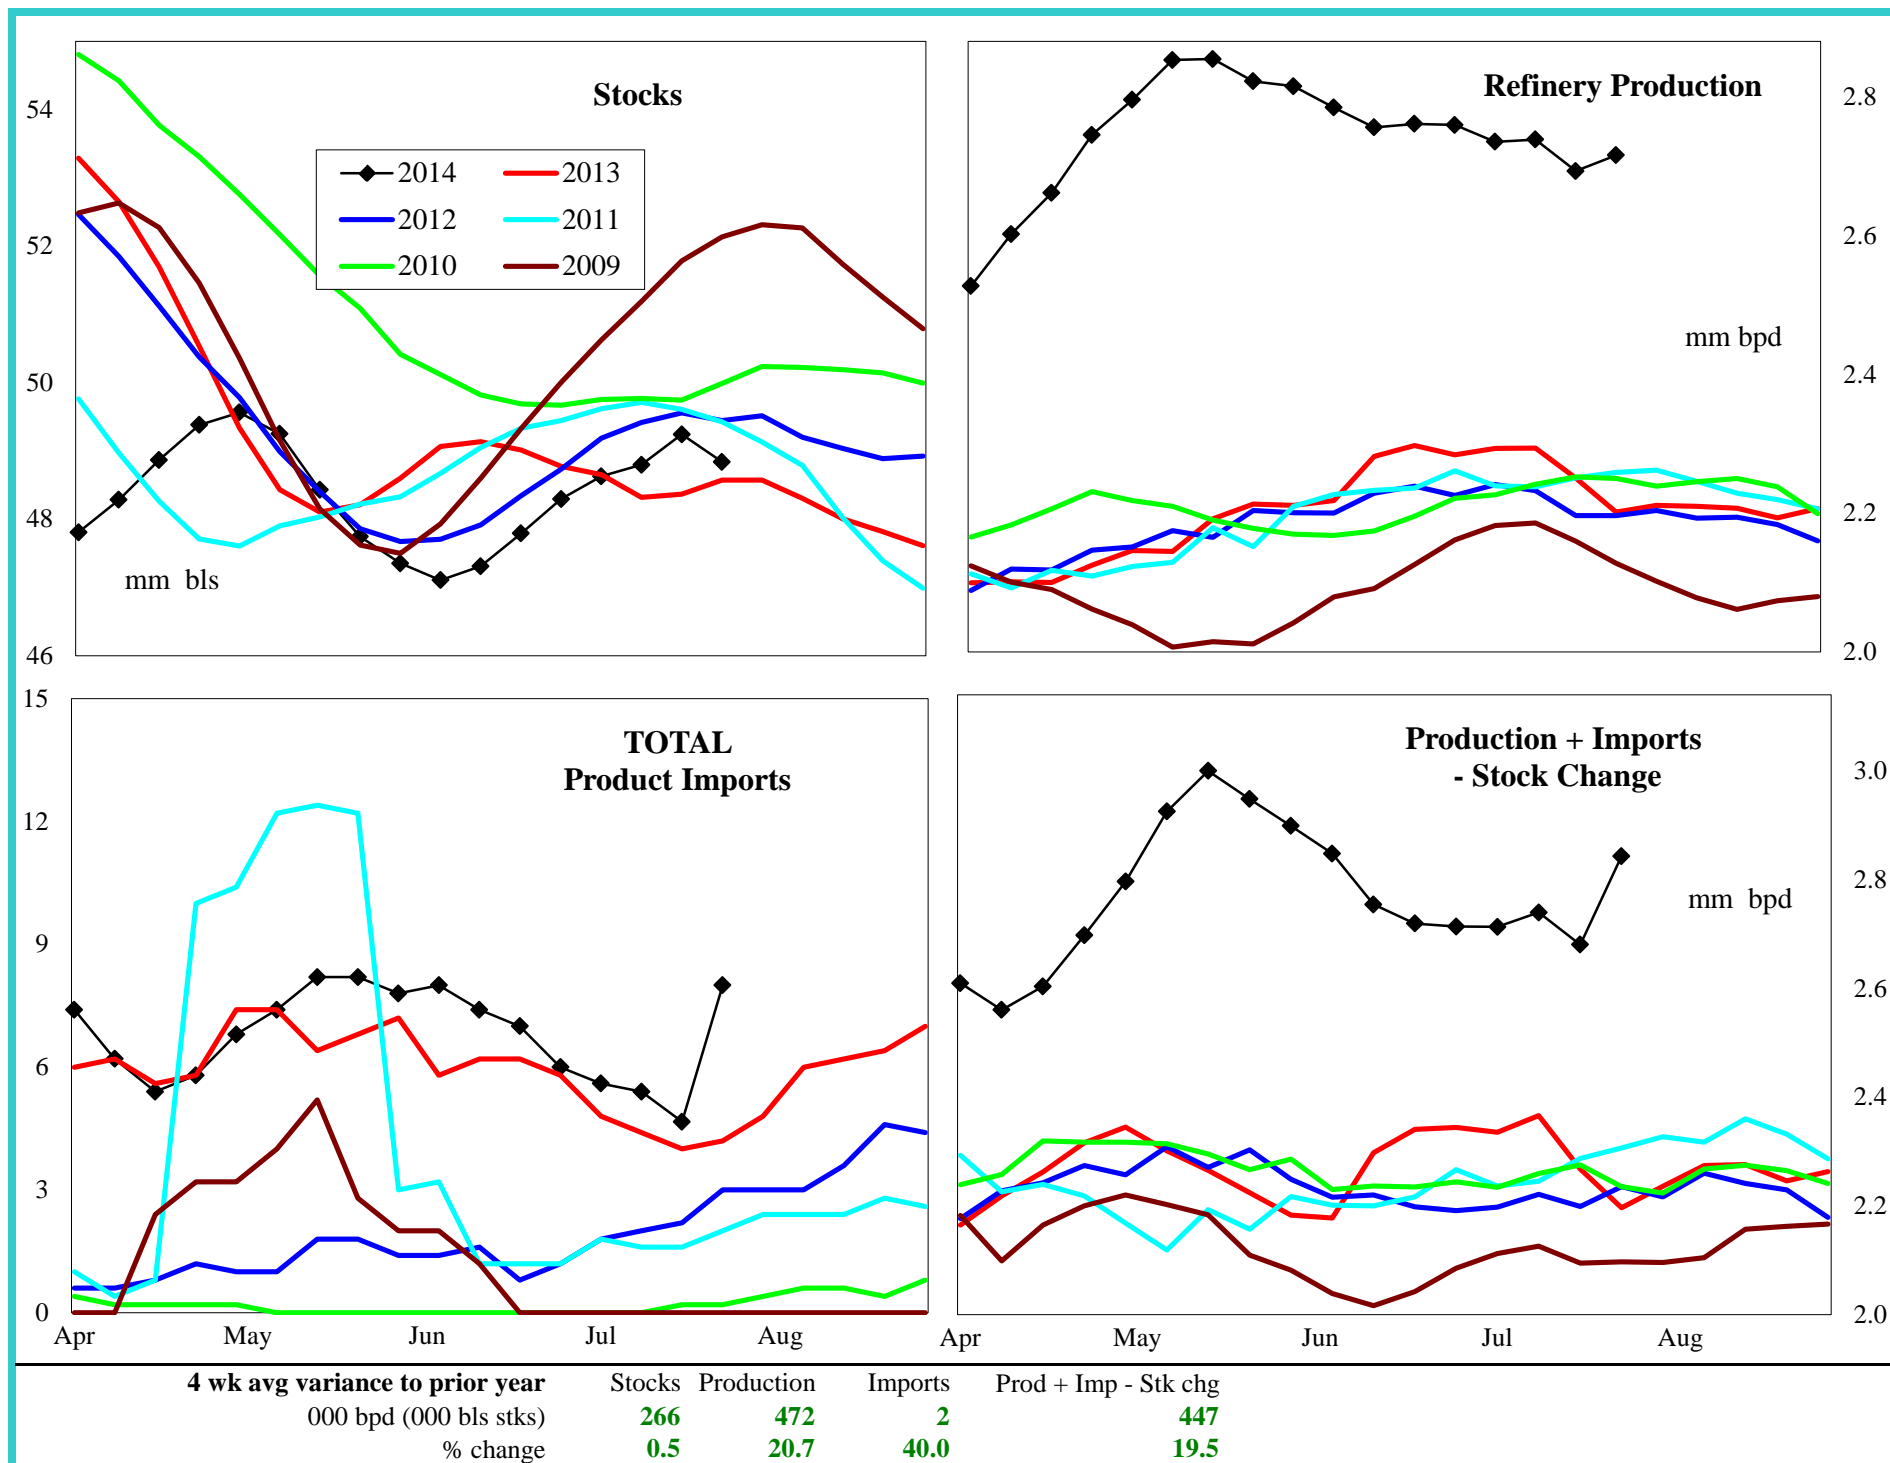 Stocks
54
52
50
48
46
2014 2013
2012 2011
2010 2009
mm bls
Refinery Production
2.8
2.6
mm bpd
2.4
2.2
2.0
TOTAL
Product Imports
15
12
9
6
3
0
Apr May Jun Jul Aug
Production + Imports
- Stock Change
3.0
2.8
mm bpd
2.6
2.4
2.2
2.0
Apr May Jun Jul Aug
4 wk avg variance to prior year Stocks Production Imports Prod + Imp - Stk chg
000 bpd (000 bls stks) 266 472 2 447
% change 0.5 20.7 40.0 19.5